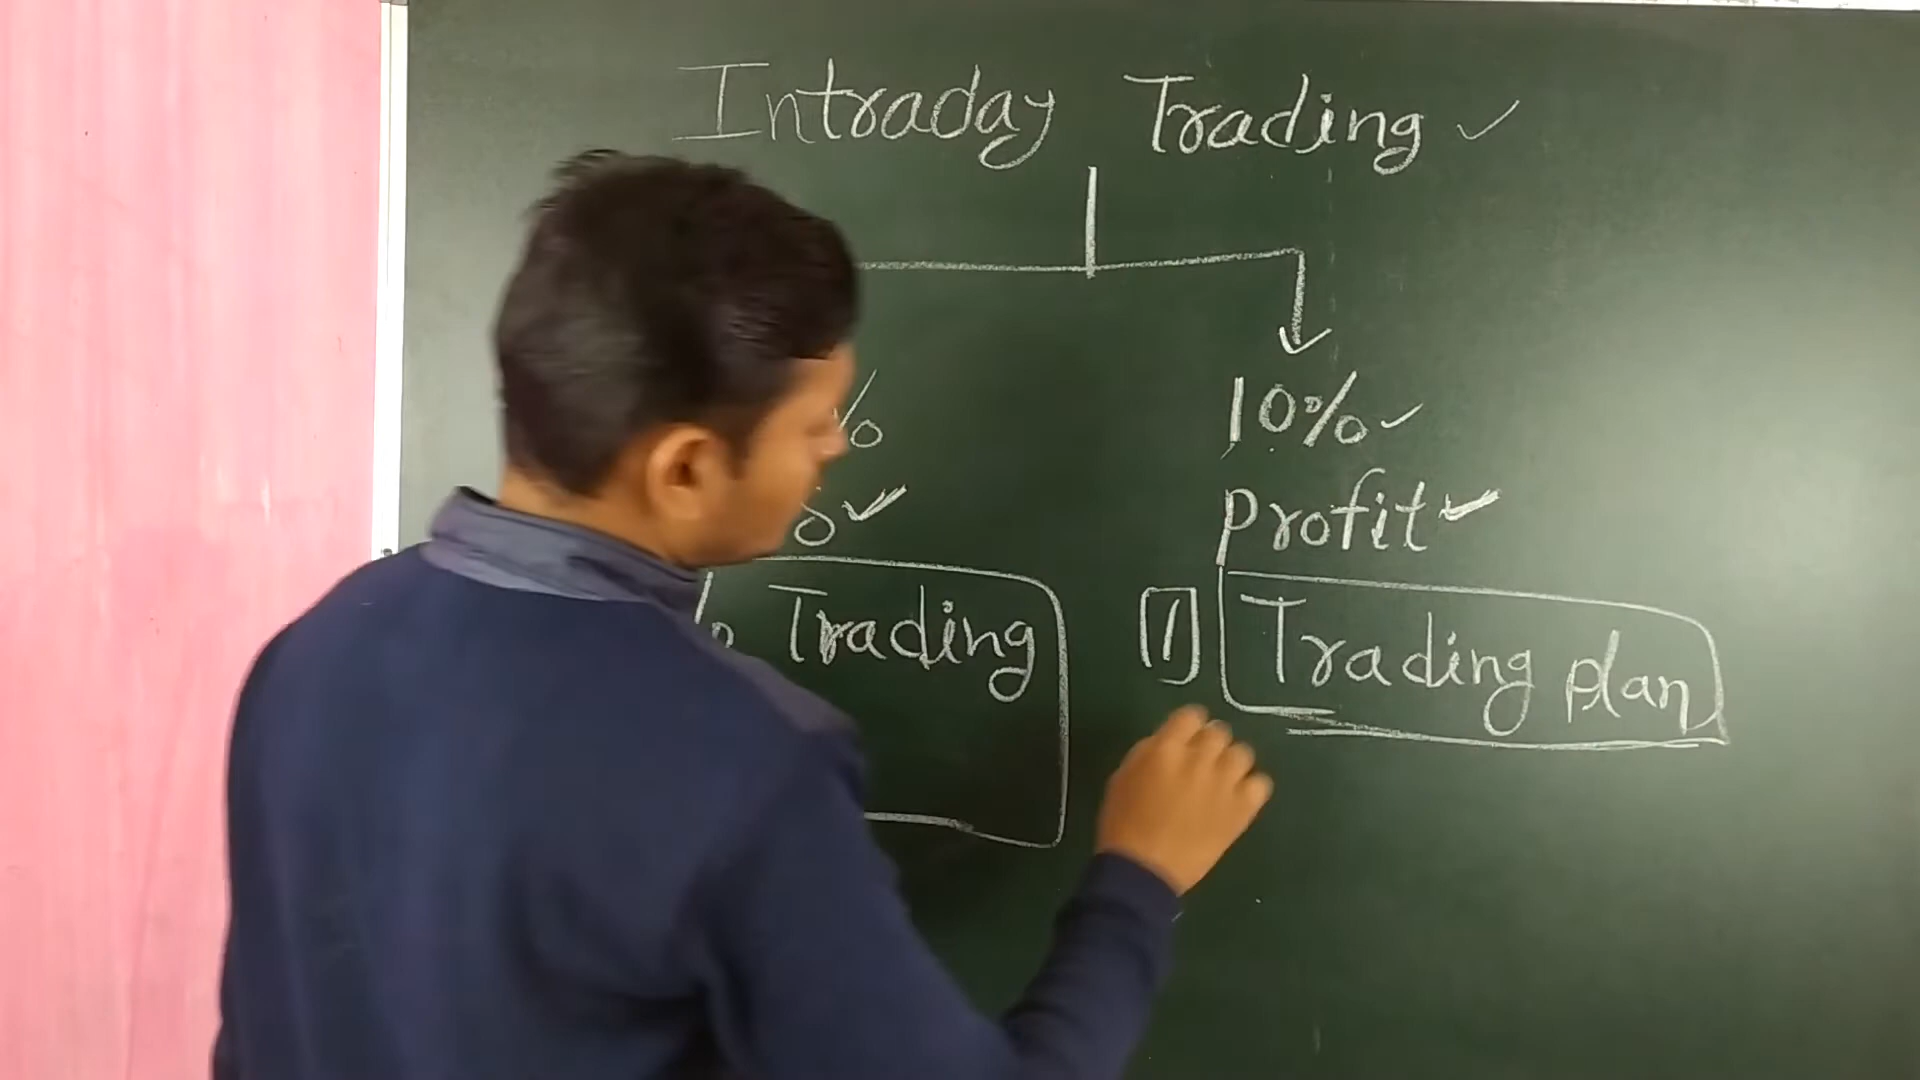 Intraday Trading
10%
Profit
Trading
1 Trading plan